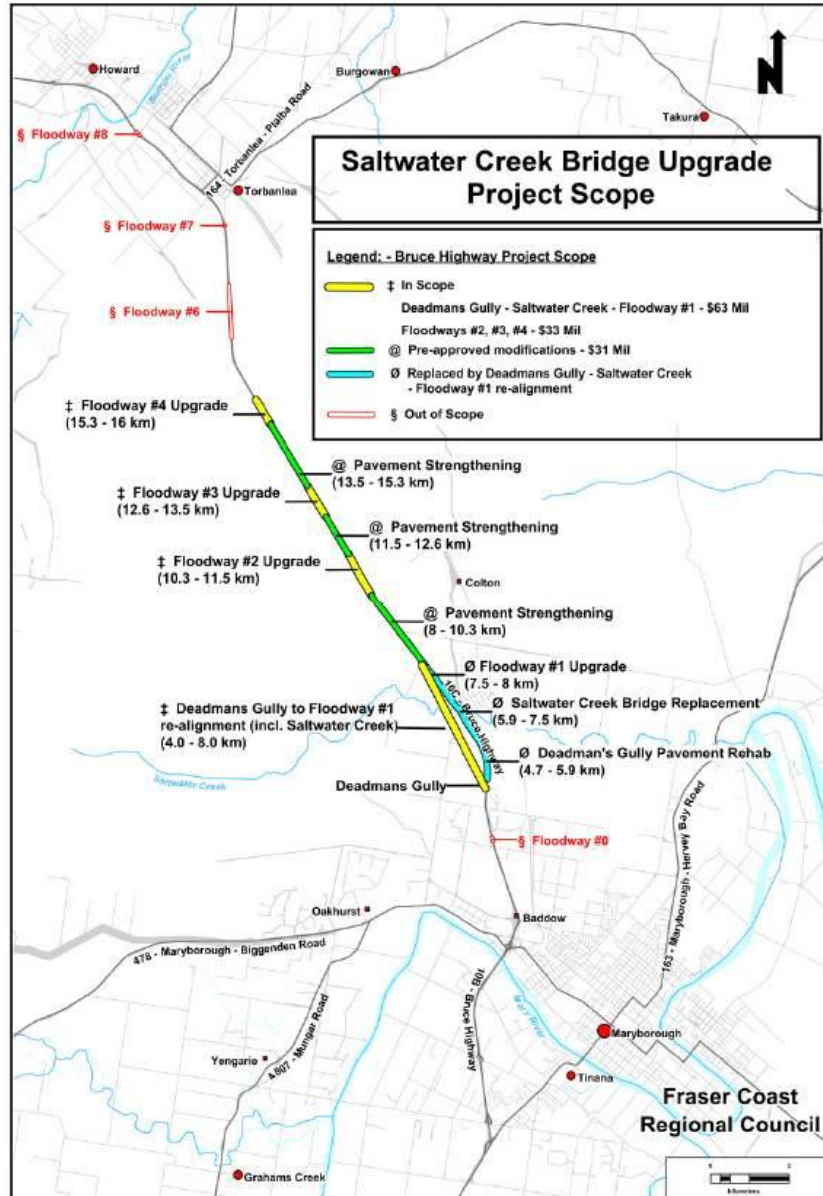 Howard
Burgowan
N
Takura
§ Floodway #8
164 - Torbanlea - Pialba Road
Saltwater Creek Bridge Upgrade
Project Scope
Torbanlea
§ Floodway #7
Legend: - Bruce Highway Project Scope
‡ In Scope
Deadmans Gully - Saltwater Creek - Floodway #1 - $63 Mil
Floodways #2, #3, #4 - $33 Mil
@ Pre-approved modifications - $31 Mil
Ø Replaced by Deadmans Gully - Saltwater Creek
- Floodway #1 re-alignment
§ Out of Scope
§ Floodway #6
‡ Floodway #4 Upgrade
(15.3 - 16 km)
@ Pavement Strengthening
(13.5 - 15.3 km)
‡ Floodway #3 Upgrade
(12.6 - 13.5 km)
@ Pavement Strengthening
(11.5 - 12.6 km)
‡ Floodway #2 Upgrade
(10.3 - 11.5 km)
Colton
@ Pavement Strengthening
(8 - 10.3 km)
Ø Floodway #1 Upgrade
(7.5 - 8 km)
16C - Bruce Highway
Ø Saltwater Creek Bridge Replacement
(5.9 - 7.5 km)
‡ Deadmans Gully to Floodway #1
re-alignment (incl. Saltwater Creek)
(4.0 - 8.0 km)
Ø Deadman's Gully Pavement Rehab
(4.7 - 5.9 km)
Saltwater Creek
Deadmans Gully
§ Floodway #0
163 - Maryborough - Hervey Bay Road
Oakhurst
Baddow
478 - Maryborough - Biggenden Road
10B - Bruce Highway
Mary River
Maryborough
Yengarie
4807 - Mungar Road
Tinana
Fraser Coast
Regional Council
Grahams Creek
Kilometres